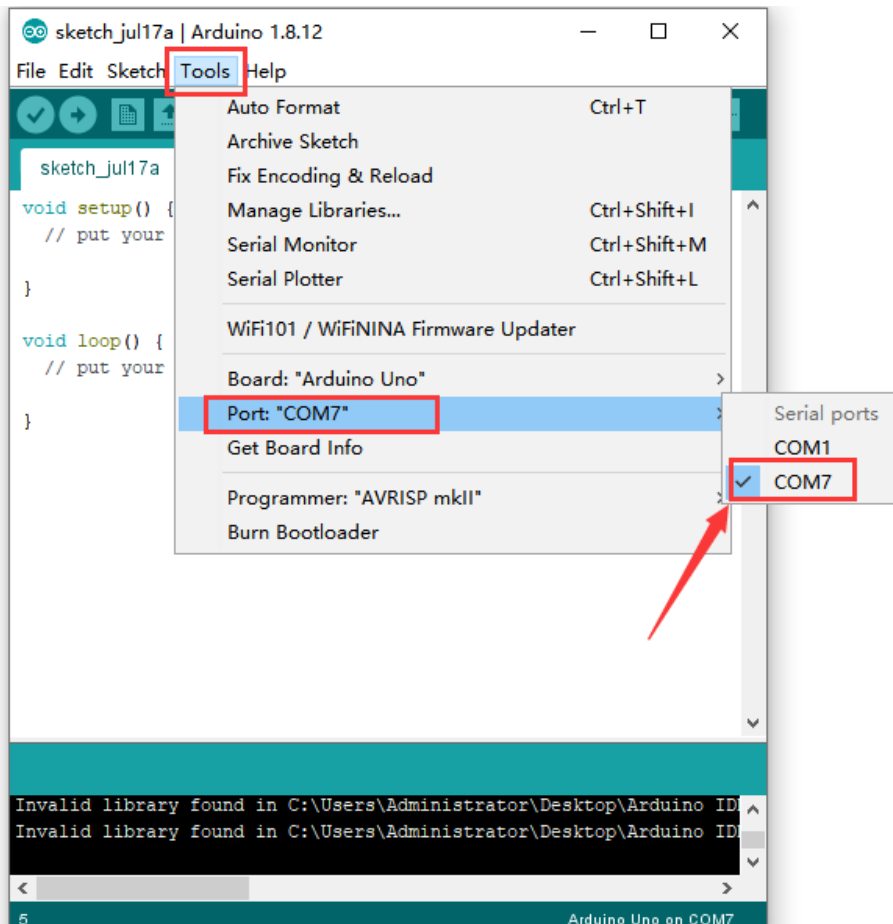 sketch_jul17a | Arduino 1.8.12
File Edit Sketch Tools Help
sketch_jul17a
void setup() {
// put your
}
void loop() {
// put your
}
Auto Format Ctrl+T
Archive Sketch
Fix Encoding & Reload
Manage Libraries... Ctrl+Shift+I
Serial Monitor Ctrl+Shift+M
Serial Plotter Ctrl+Shift+L
WiFi101 / WiFiNINA Firmware Updater
Board: "Arduino Uno"
Port: "COM7"
Get Board Info
Programmer: "AVRISP mkII"
Burn Bootloader
Serial ports
COM1
COM7
Invalid library found in C:\Users\Administrator\Desktop\Arduino ID
Invalid library found in C:\Users\Administrator\Desktop\Arduino ID
5 Arduino Uno on COM7